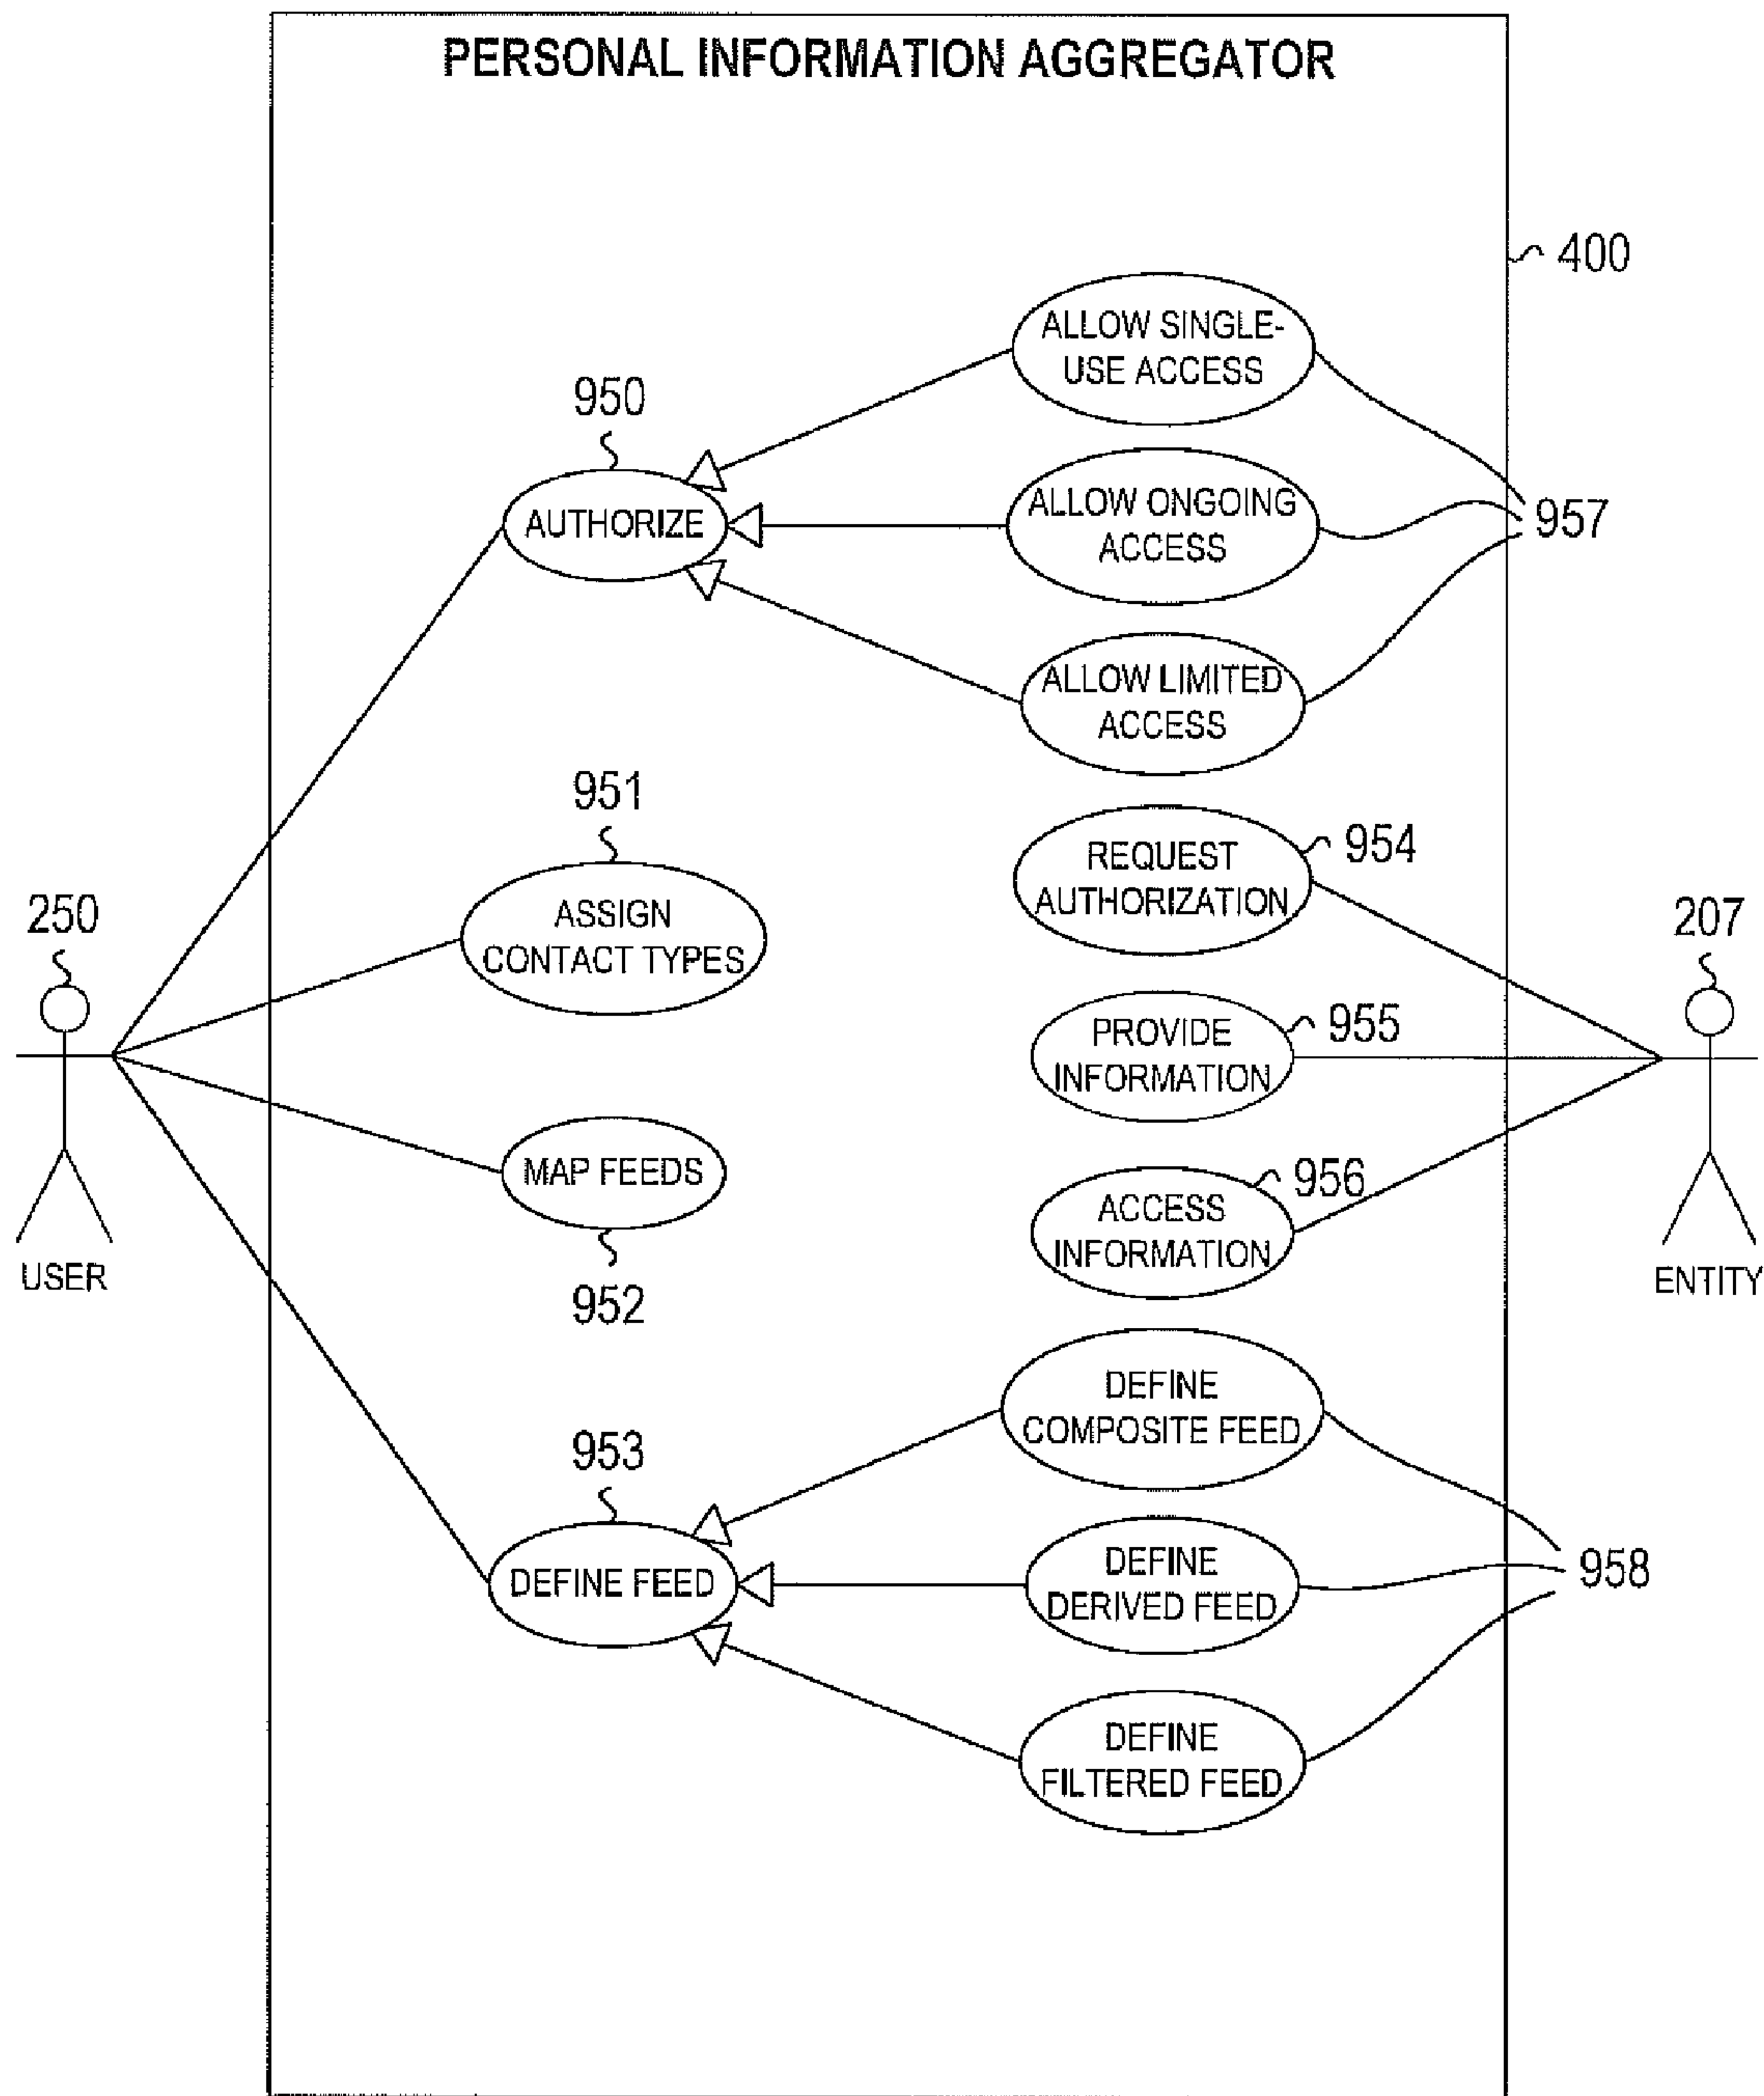 PERSONAL INFORMATION AGGREGATOR
400
ALLOW SINGLE-
USE ACCESS
950
AUTHORIZE
ALLOW ONGOING
ACCESS
957
ALLOW LIMITED
ACCESS
951
ASSIGN
CONTACT TYPES
REQUEST
AUTHORIZATION
954
250
USER
207
ENTITY
PROVIDE
INFORMATION
955
MAP FEEDS
952
ACCESS
INFORMATION
956
DEFINE
COMPOSITE FEED
953
DEFINE FEED
DEFINE
DERIVED FEED
958
DEFINE
FILTERED FEED